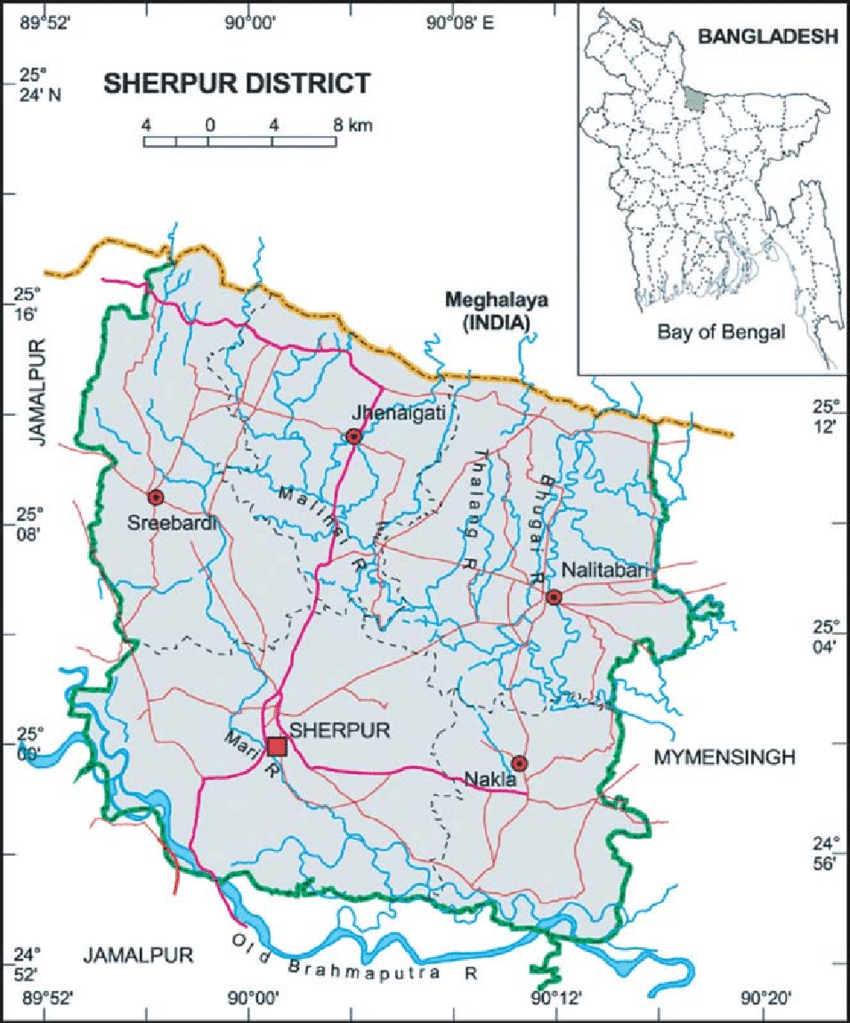 89°52'
90°00'
90°08' E
BANGLADESH
25°
24' N
SHERPUR DISTRICT
4 0 4 8 km
25°
16'
Meghalaya
(INDIA)
Bay of Bengal
JAMALPUR
Jhenaigati
25°
12'
Malinsi R
Thalang R
Bhugai R
Sreebardi
25°
08'
Nalitabari
25°
04'
SHERPUR
25°
00'
Mari R
MYMENSINGH
Nakla
24°
56'
JAMALPUR
Old Brahmaputra R
24°
52'
89°52'
90°00'
90°12'
90°20'